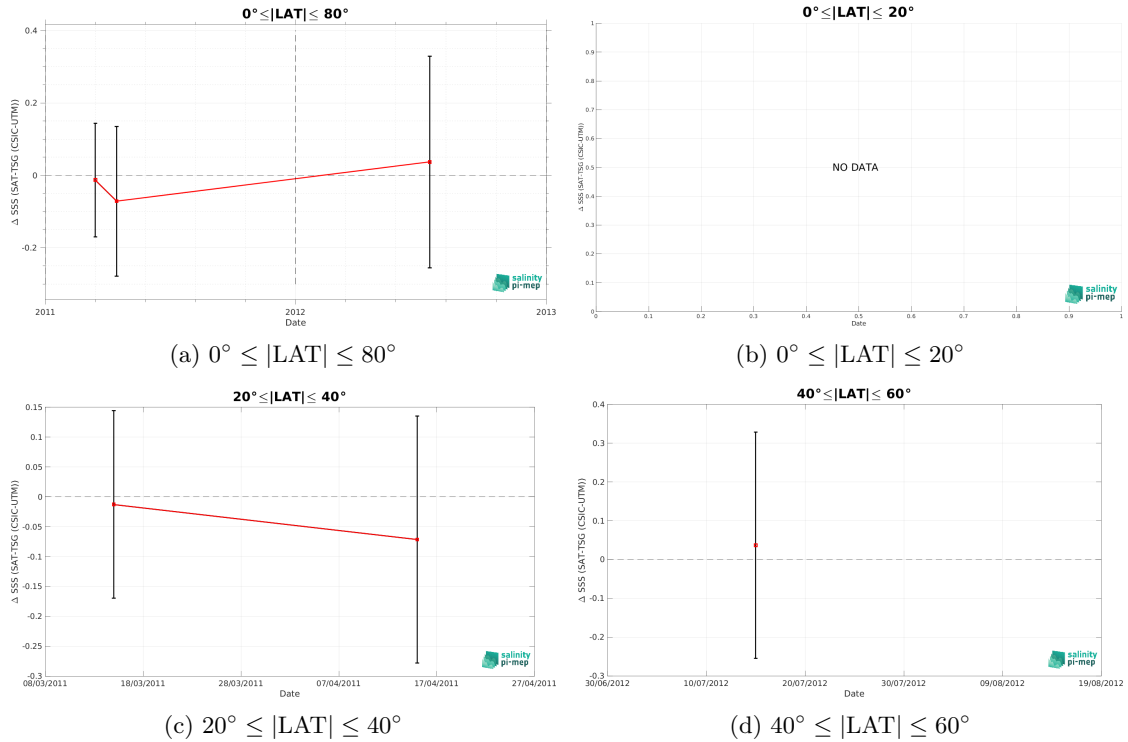 0°≤|LAT|≤ 80°
Δ SSS (SAT-TSG (CSIC-UTM))
0.4
0.2
0
-0.2
2011
2012
2013
Date
salinity
pi-mep
(a) 0° ≤ |LAT| ≤ 80°
0°≤|LAT|≤ 20°
Δ SSS (SAT-TSG (CSIC-UTM))
1
0.9
0.8
0.7
0.6
0.5
0.4
0.3
0.2
0.1
0
NO DATA
0
0.1
0.2
0.3
0.4
0.5
0.6
0.7
0.8
0.9
1
Date
salinity
pi-mep
(b) 0° ≤ |LAT| ≤ 20°
20°≤|LAT|≤ 40°
Δ SSS (SAT-TSG (CSIC-UTM))
0.15
0.1
0.05
0
-0.05
-0.1
-0.15
-0.2
-0.25
-0.3
08/03/2011
18/03/2011
28/03/2011
07/04/2011
17/04/2011
27/04/2011
Date
salinity
pi-mep
(c) 20° ≤ |LAT| ≤ 40°
40°≤|LAT|≤ 60°
Δ SSS (SAT-TSG (CSIC-UTM))
0.4
0.3
0.2
0.1
0
-0.1
-0.2
-0.3
30/06/2012
10/07/2012
20/07/2012
30/07/2012
09/08/2012
19/08/2012
Date
salinity
pi-mep
(d) 40° ≤ |LAT| ≤ 60°